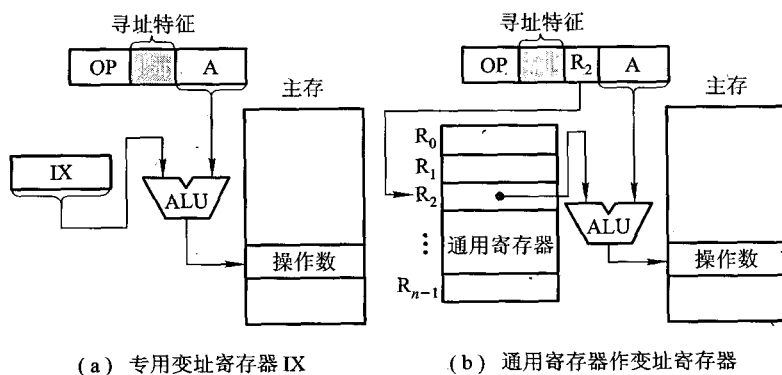 寻址特征
OP
A
主存
IX
ALU
操作数
(a) 专用变址寄存器 IX
寻址特征
OP
R₂
A
主存
R₀
R₁
R₂
⋮
通用寄存器
Rₙ₋₁
ALU
操作数
(b) 通用寄存器作变址寄存器